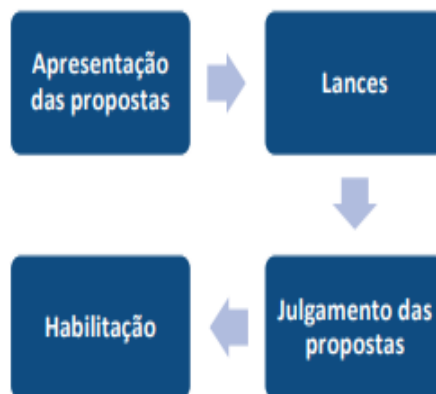 Apresentação
das propostas
Lances
Julgamento das
propostas
Habilitação